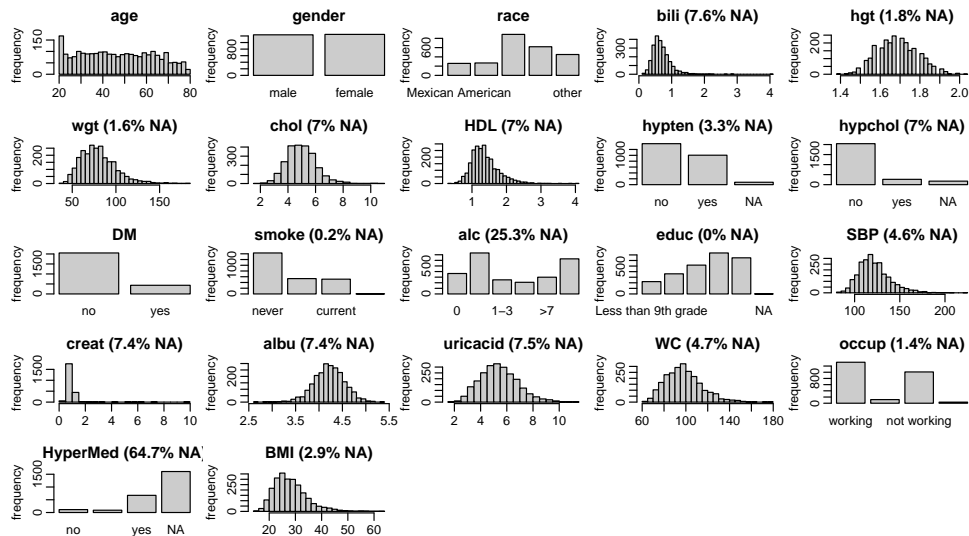 age
frequency
0
150
20
40
60
80
gender
frequency
0
800
male
female
race
frequency
0
600
Mexican American
other
bili (7.6% NA)
frequency
0
300
0
1
2
3
4
hgt (1.8% NA)
frequency
0
200
1.4
1.6
1.8
2.0
wgt (1.6% NA)
frequency
0
200
50
100
150
chol (7% NA)
frequency
0
300
2
4
6
8
10
HDL (7% NA)
frequency
0
300
1
2
3
4
hypten (3.3% NA)
frequency
0
1000
no
yes
NA
hypchol (7% NA)
frequency
0
1500
no
yes
NA
DM
frequency
0
1500
no
yes
smoke (0.2% NA)
frequency
0
1000
never
current
alc (25.3% NA)
frequency
0
500
0
1–3
>7
educ (0% NA)
frequency
0
500
Less than 9th grade
NA
SBP (4.6% NA)
frequency
0
250
100
150
200
creat (7.4% NA)
frequency
0
1500
0
2
4
6
8
10
albu (7.4% NA)
frequency
0
200
2.5
3.5
4.5
5.5
uricacid (7.5% NA)
frequency
0
250
2
4
6
8
10
WC (4.7% NA)
frequency
0
250
60
100
140
180
occup (1.4% NA)
frequency
0
800
working
not working
HyperMed (64.7% NA)
frequency
0
1500
no
yes
NA
BMI (2.9% NA)
frequency
0
250
20
30
40
50
60